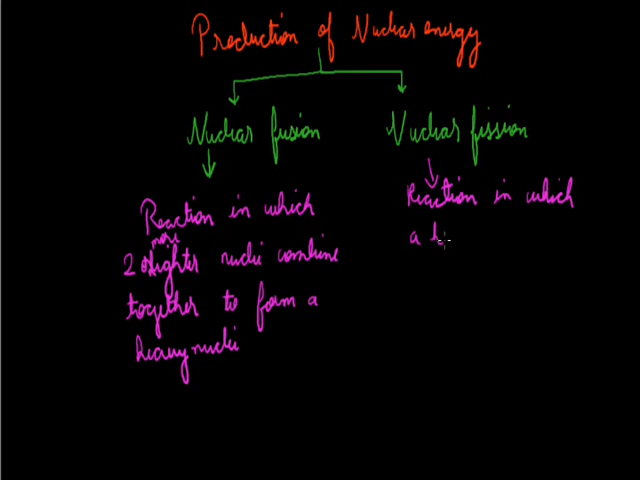 Production of Nuclear energy
Nuclear fusion
Nuclear fission
Reaction in which
more
2 or lighter nuclei combine
together to form a
heavy nuclei
Reaction in which
a h